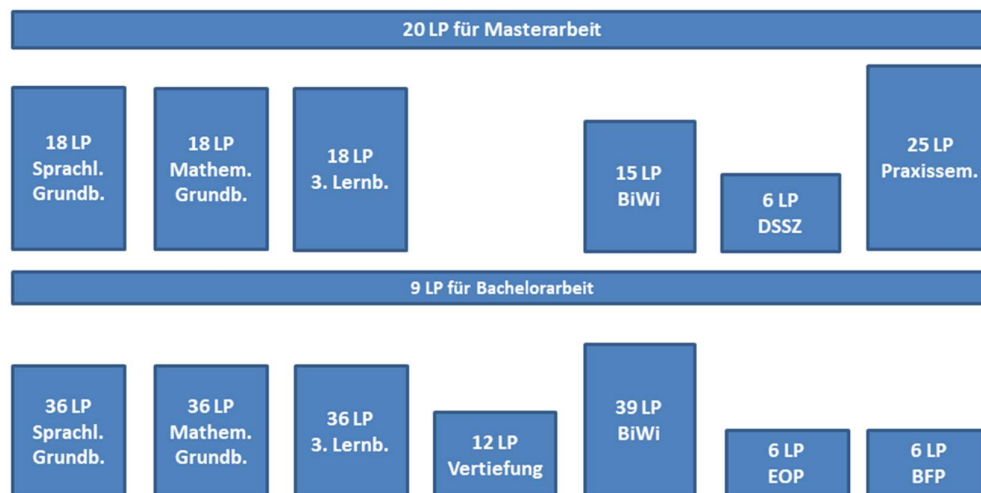 20 LP für Masterarbeit
18 LP
Sprachl.
Grundb.
18 LP
Mathem.
Grundb.
18 LP
3. Lernb.
15 LP
BiWi
6 LP
DSSZ
25 LP
Praxissem.
9 LP für Bachelorarbeit
36 LP
Sprachl.
Grundb.
36 LP
Mathem.
Grundb.
36 LP
3. Lernb.
12 LP
Vertiefung
39 LP
BiWi
6 LP
EOP
6 LP
BFP